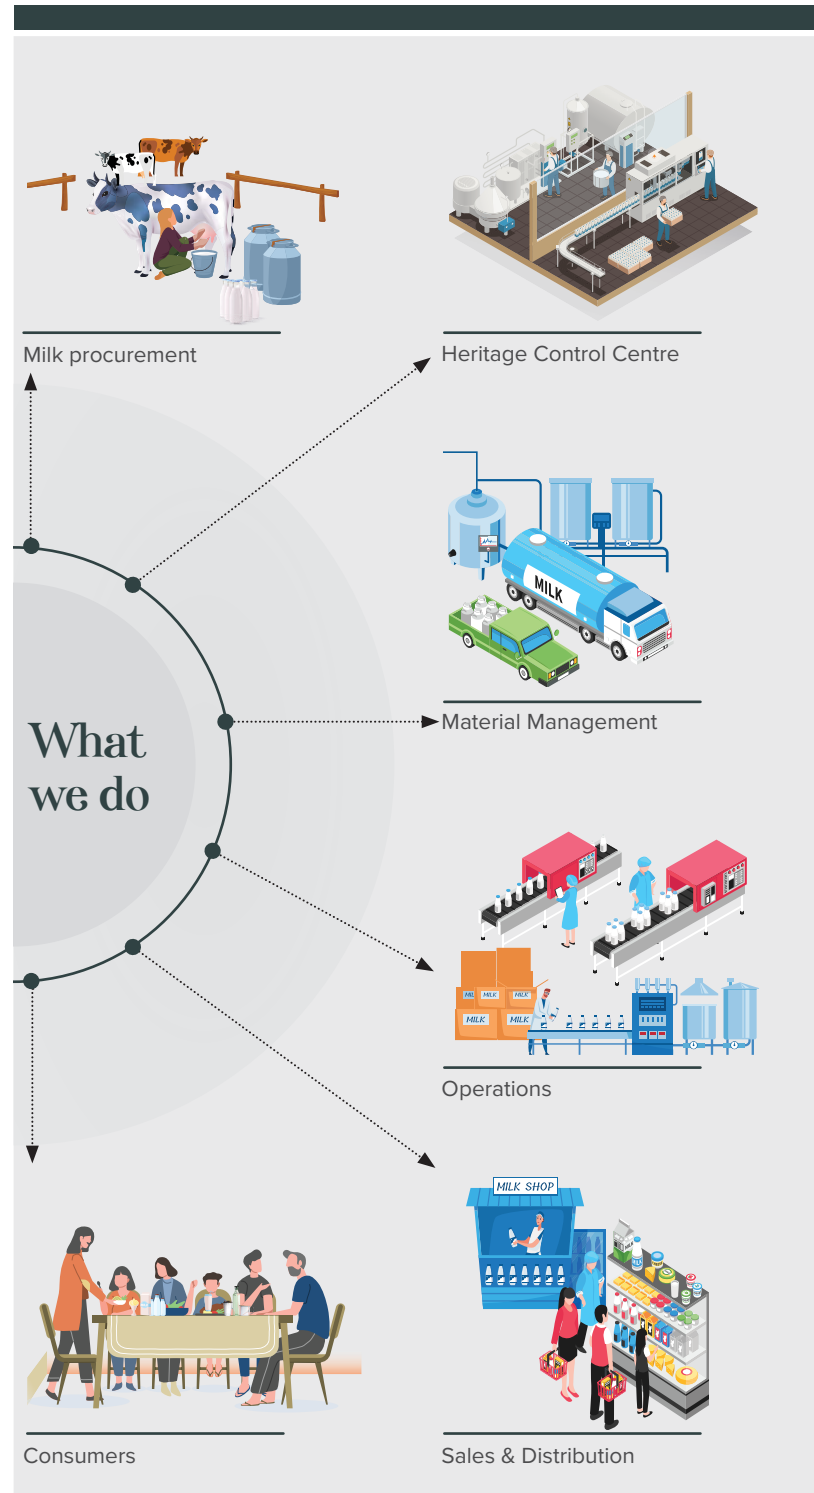 Milk procurement
Heritage Control Centre
MILK
Material Management
What
we do
MILK
MILK
MILK
MILK
Operations
MILK SHOP
Consumers
Sales & Distribution